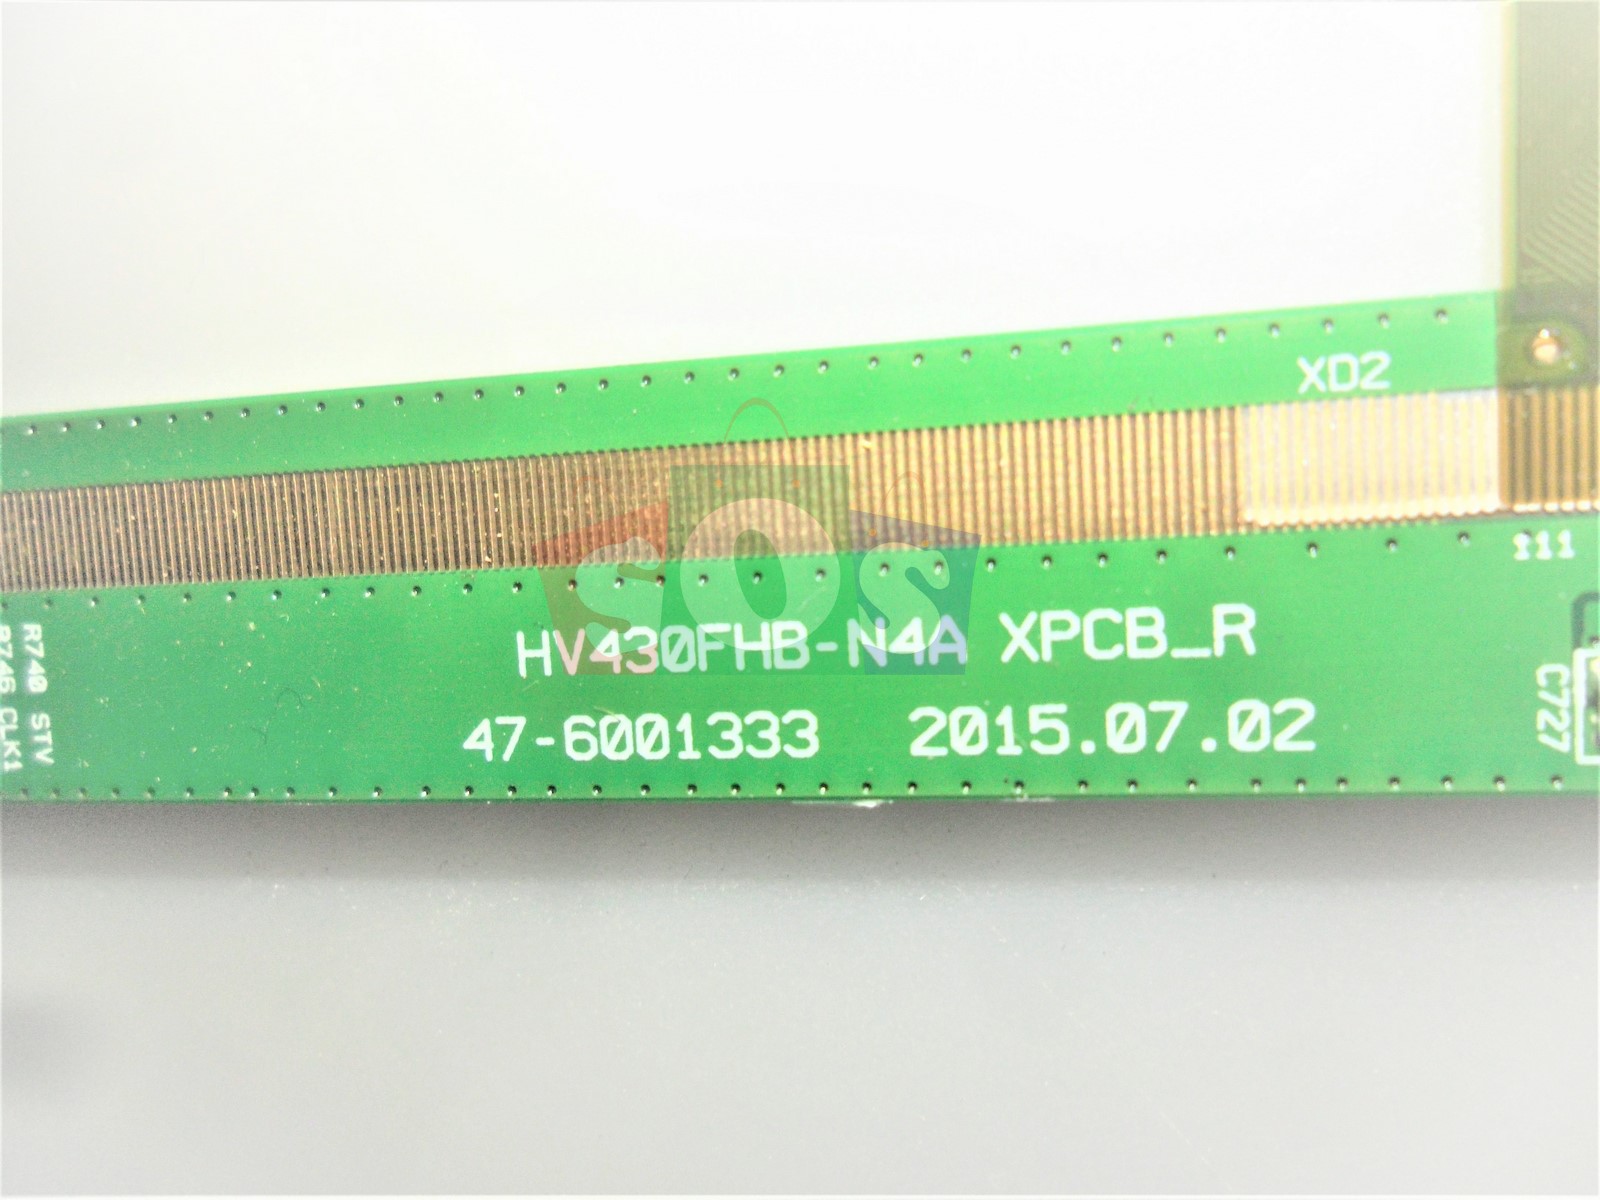 XD2
sOs
HV430FHB-N4A XPCB_R
47-6001333 2015.07.02
R740 STV
R746 CLK1
C727